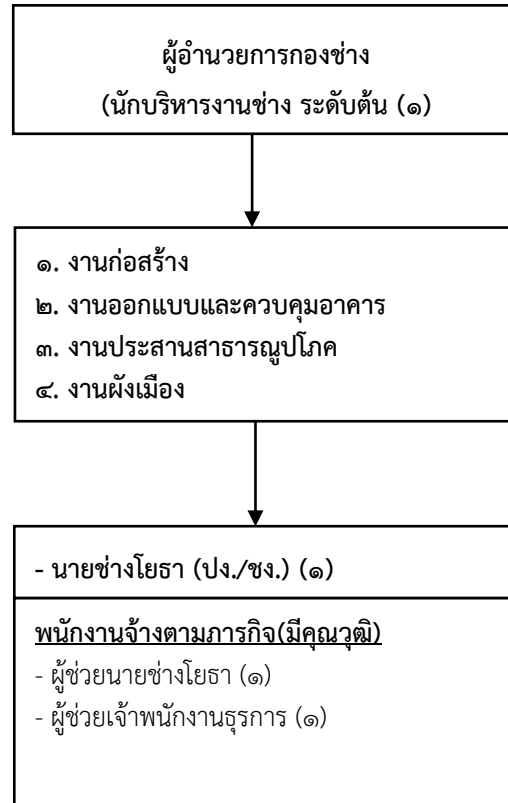 ผู้อำนวยการกองช่าง
(นักบริหารงานช่าง ระดับต้น (๑)
๑. งานก่อสร้าง
๒. งานออกแบบและควบคุมอาคาร
๓. งานประสานสาธารณูปโภค
๔. งานผังเมือง
- นายช่างโยธา (ปง./ชง.) (๑)
พนักงานจ้างตามภารกิจ(มีคุณวุฒิ)
- ผู้ช่วยนายช่างโยธา (๑)
- ผู้ช่วยเจ้าพนักงานธุรการ (๑)